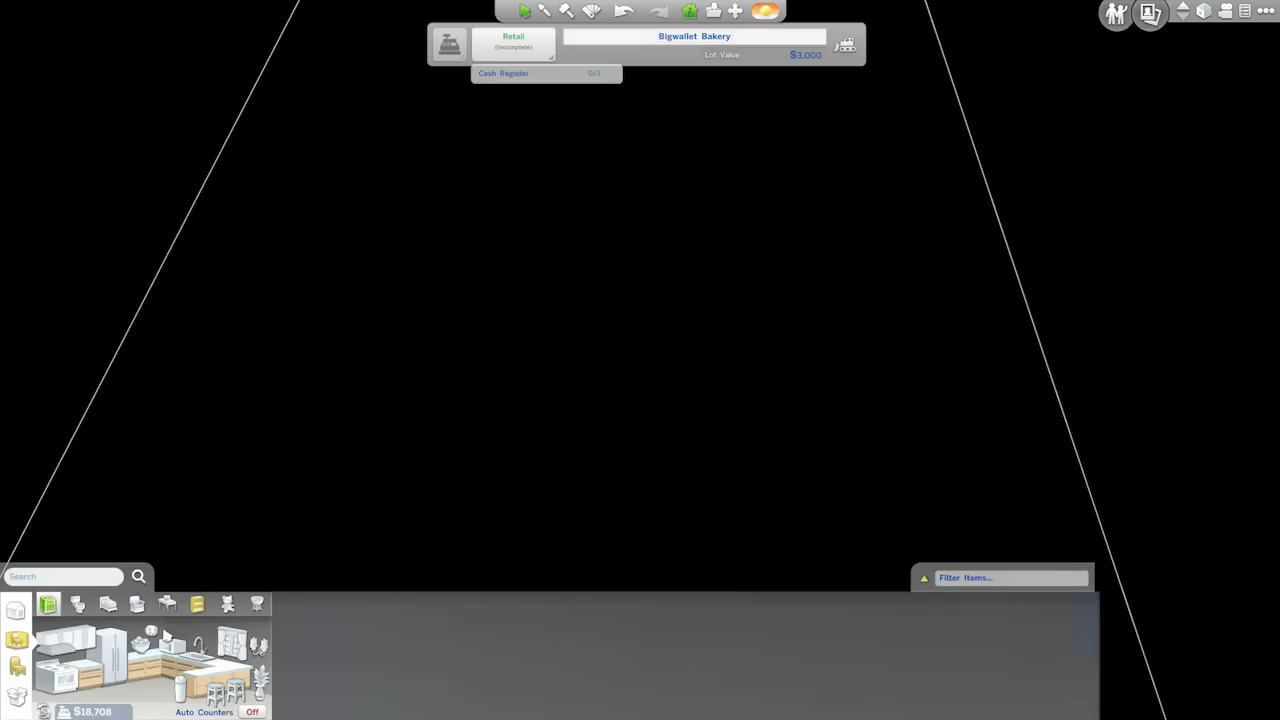 Retail
(Incomplete)
Bigwallet Bakery
Lot Value
§3,000
Cash Register
0/1
Search
Filter Items...
§18,708
Auto Counters
Off